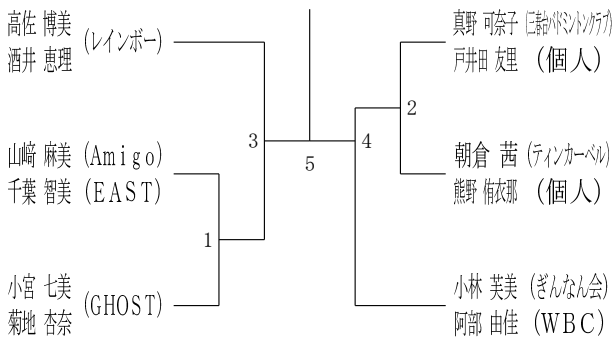 高佐 博美
酒井 恵理
(レインボー)
山﨑 麻美 (Amigo)
千葉 智美 (EAST)
小宮 七美
菊地 杏奈
(GHOST)
1
3
5
4
2
真野 可奈子 (三春台バドミントンクラブ)
戸井田 友里 (個人)
朝倉 茜 (ティンカーベル)
熊野 侑衣那 (個人)
小林 芙美 (ぎんなん会)
阿部 由佳 (WBC)